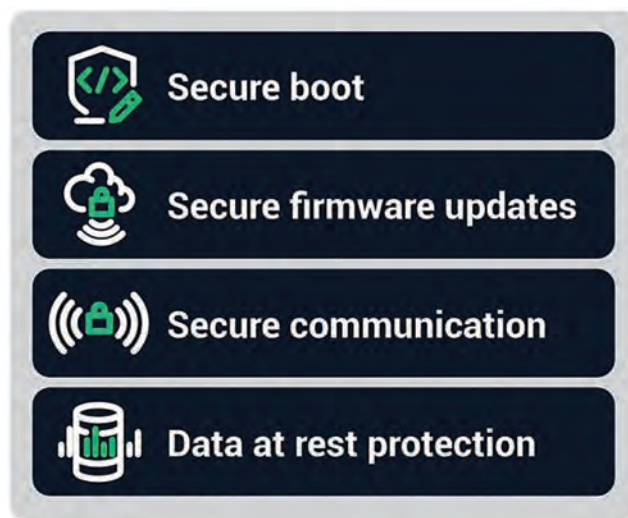 Secure boot
Secure firmware updates
Secure communication
Data at rest protection